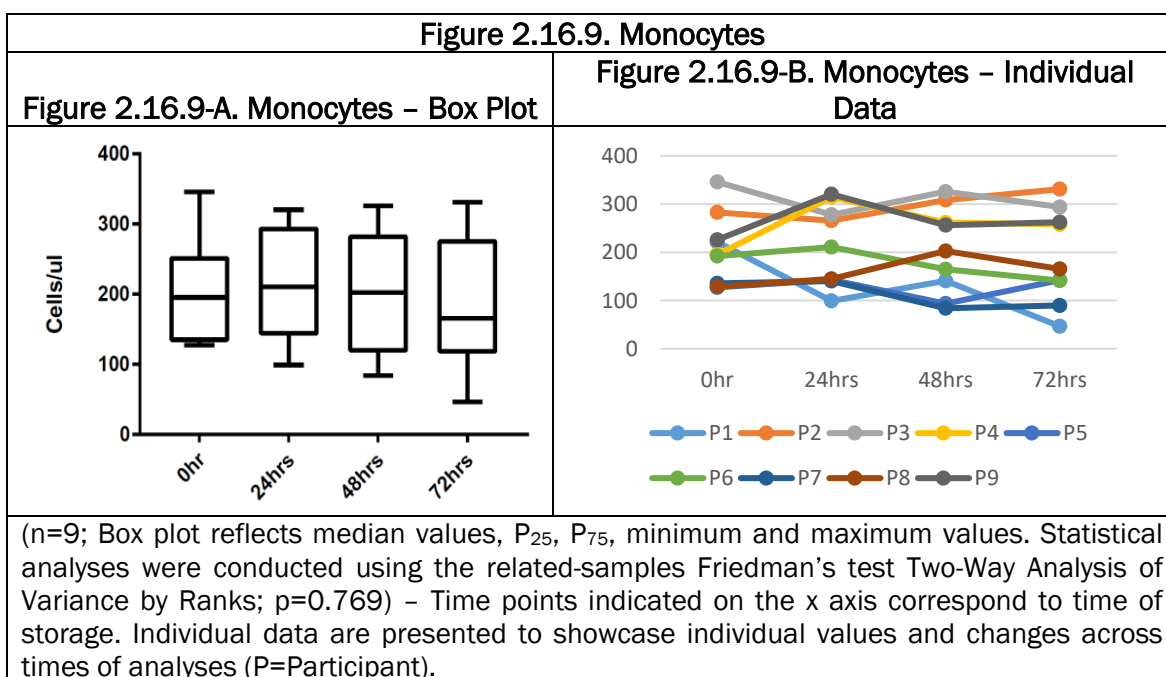 Figure 2.16.9. Monocytes
Figure 2.16.9-A. Monocytes – Box Plot
Figure 2.16.9-B. Monocytes – Individual
Data
400
300
200
100
0
Cells/ul
0hr
24hrs
48hrs
72hrs
400
300
200
100
0
0hr 24hrs 48hrs 72hrs
P1 P2 P3 P4 P5
P6 P7 P8 P9
(n=9; Box plot reflects median values, P25, P75, minimum and maximum values. Statistical
analyses were conducted using the related-samples Friedman's test Two-Way Analysis of
Variance by Ranks; p=0.769) – Time points indicated on the x axis correspond to time of
storage. Individual data are presented to showcase individual values and changes across
times of analyses (P=Participant).